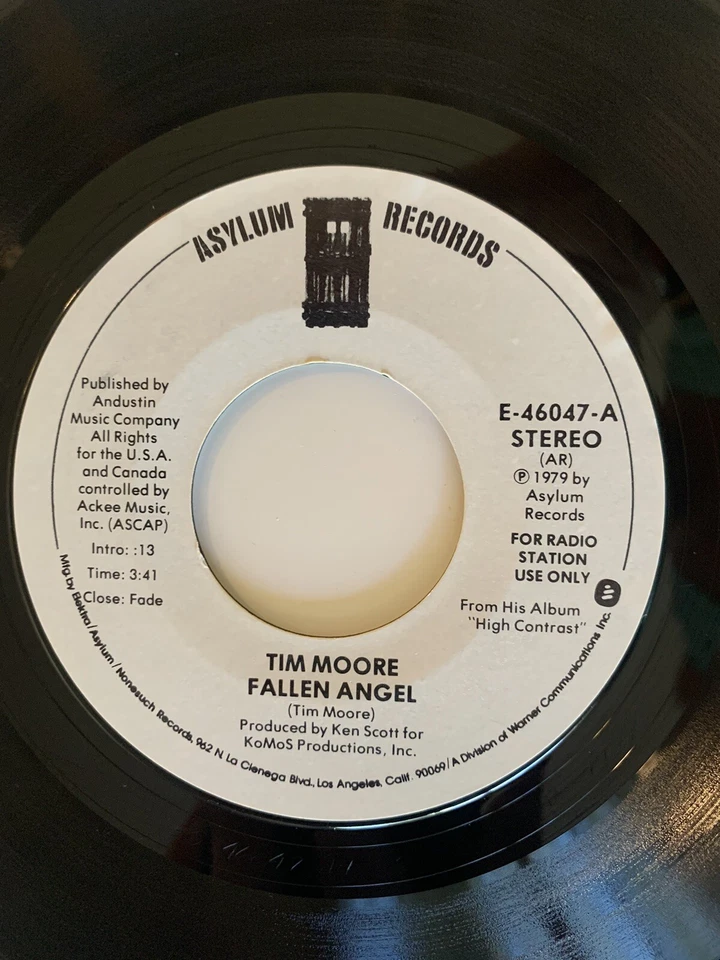 ASYLUM RECORDS
Published by
Andustin
Music Company
All Rights
for the U.S.A.
and Canada
controlled by
Ackee Music,
Inc. (ASCAP)
Intro: :13
Time: 3:41
Close: Fade
E-46047-A
STEREO
(AR)
℗ 1979 by
Asylum
Records
FOR RADIO
STATION
USE ONLY
From His Album
"High Contrast"
TIM MOORE
FALLEN ANGEL
(Tim Moore)
Produced by Ken Scott for
KoMoS Productions, Inc.
Mfg. by Elektra/Asylum/Nonesuch Records, 962 N. La Cienega Blvd., Los Angeles, Calif. 90069/A Division of Warner Communications Inc.